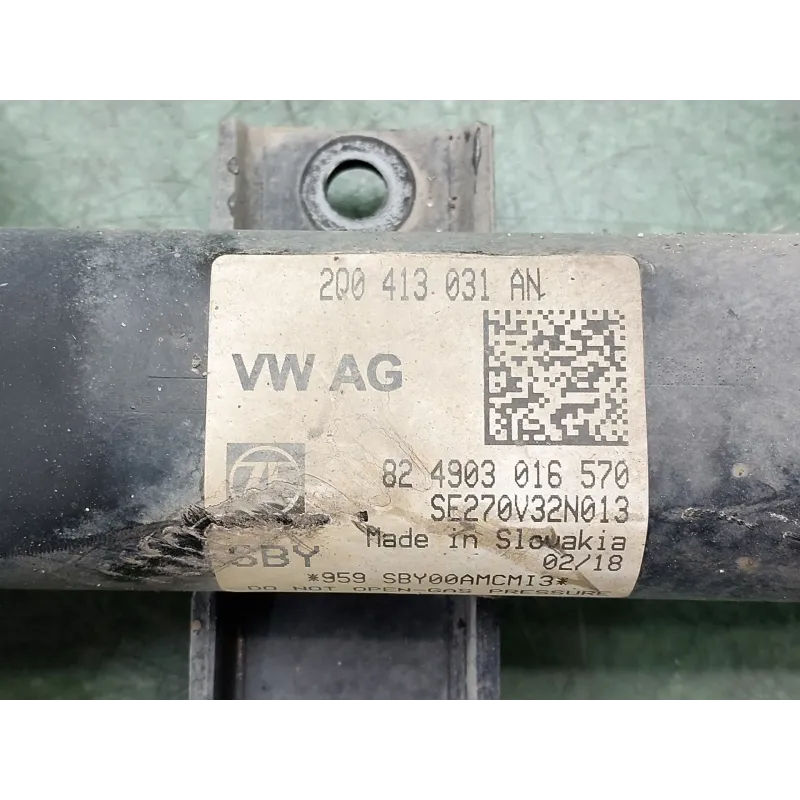 2Q0 413 031 AN
VW AG
ZF
82 4903 016 570
SE270V32N013
Made in Slovakia
SBY
02/18
*959 SBY00AMCMI3*
DO NOT OPEN-GAS PRESSURE